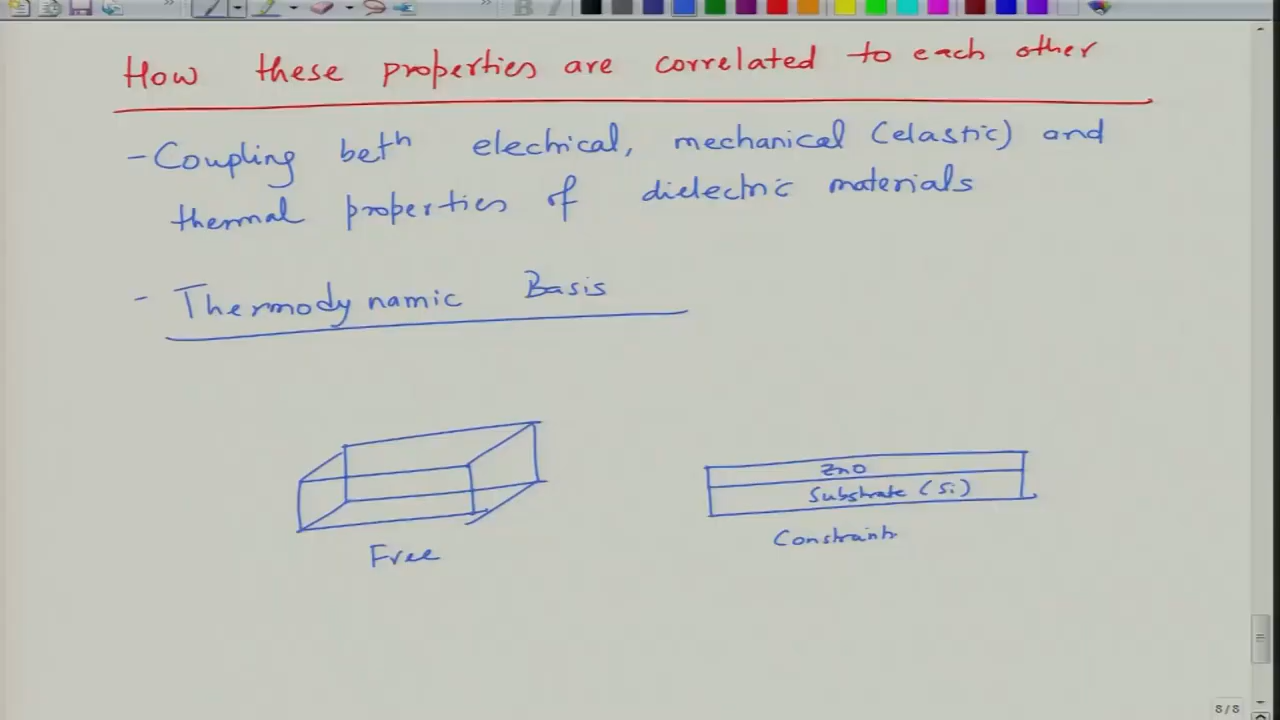 How these properties are correlated to each other
- Coupling beth electrical, mechanical (elastic) and
thermal properties of dielectric materials
- Thermodynamic Basis
ZnO
Substrate (Si)
Free
Constraint
8/8